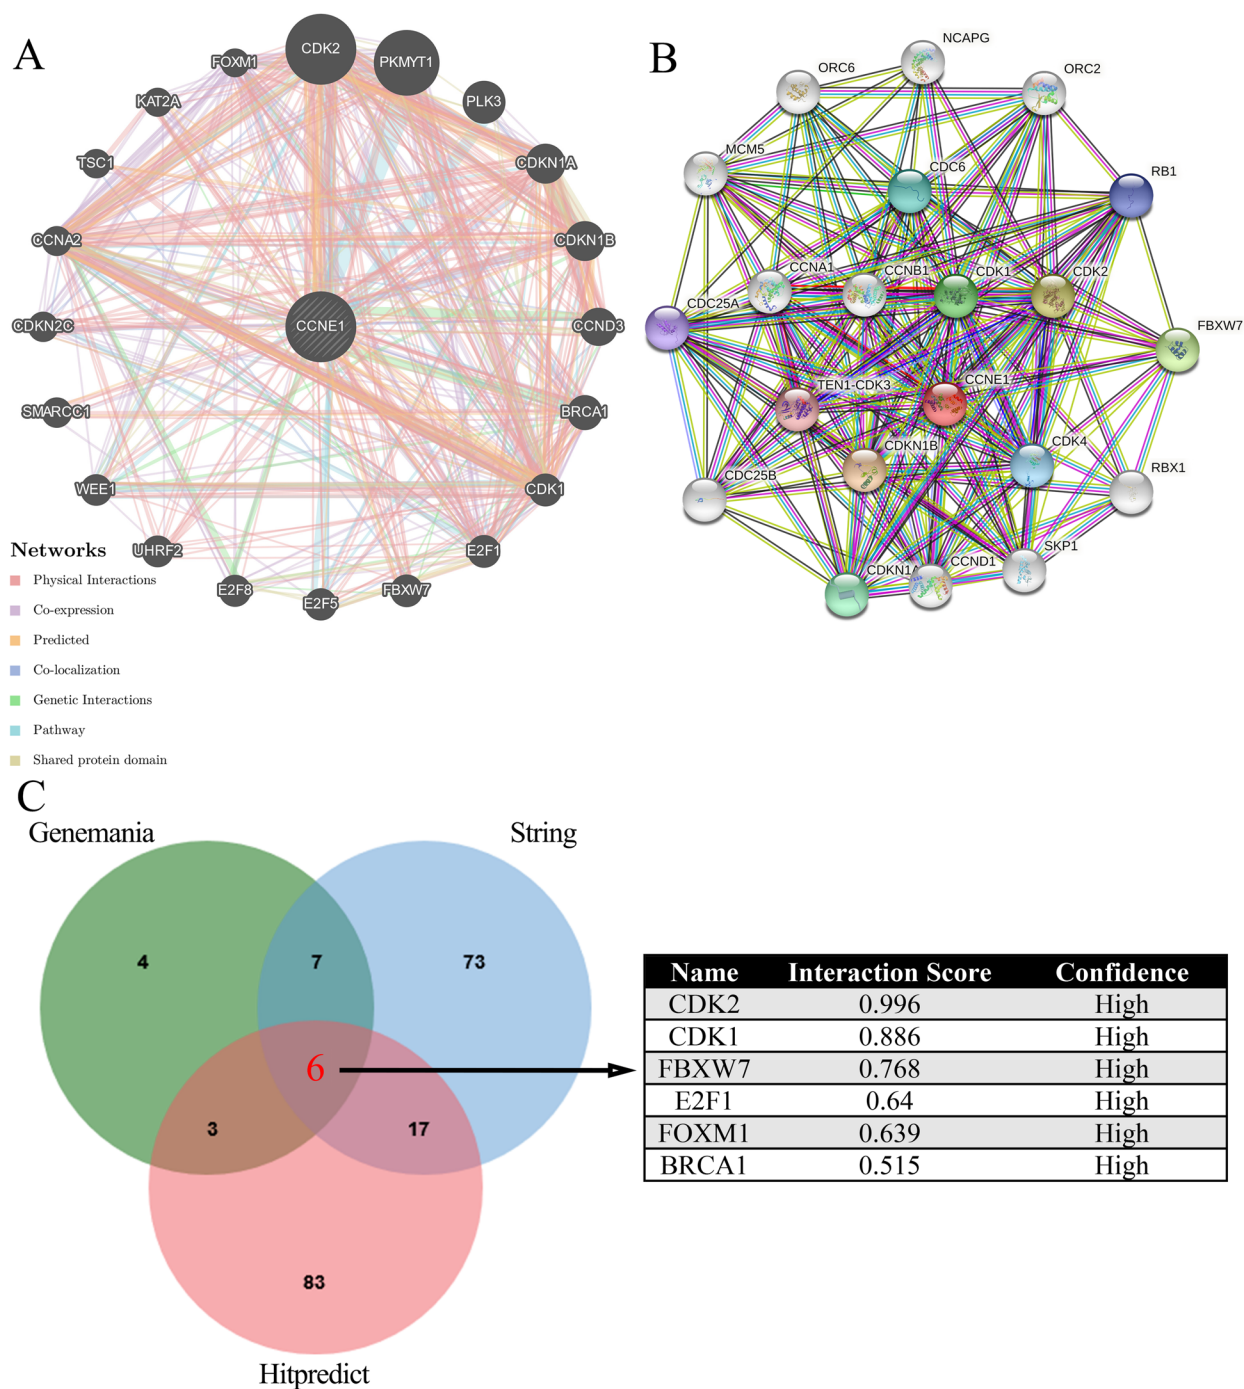 A
CDK2
PKMYT1
FOXM1
PLK3
KAT2A
TSC1
CDKN1A
CCNA2
CDKN1B
CDKN2C
CCNE1
CCND3
SMARCC1
BRCA1
WEE1
CDK1
UHRF2
E2F1
E2F8
E2F5
FBXW7
Networks
Physical Interactions
Co-expression
Predicted
Co-localization
Genetic Interactions
Pathway
Shared protein domain
B
NCAPG
ORC6
ORC2
MCM5
CDC6
RB1
CCNA1
CCNB1
CDK1
CDK2
CDC25A
FBXW7
TEN1-CDK3
CCNE1
CDKN1B
CDK4
CDC25B
RBX1
SKP1
CDKN1A
CCND1
C
Genemania
String
4
7
73
6
3
17
83
Hitpredict
Name Interaction Score Confidence
CDK2 0.996 High
CDK1 0.886 High
FBXW7 0.768 High
E2F1 0.64 High
FOXM1 0.639 High
BRCA1 0.515 High